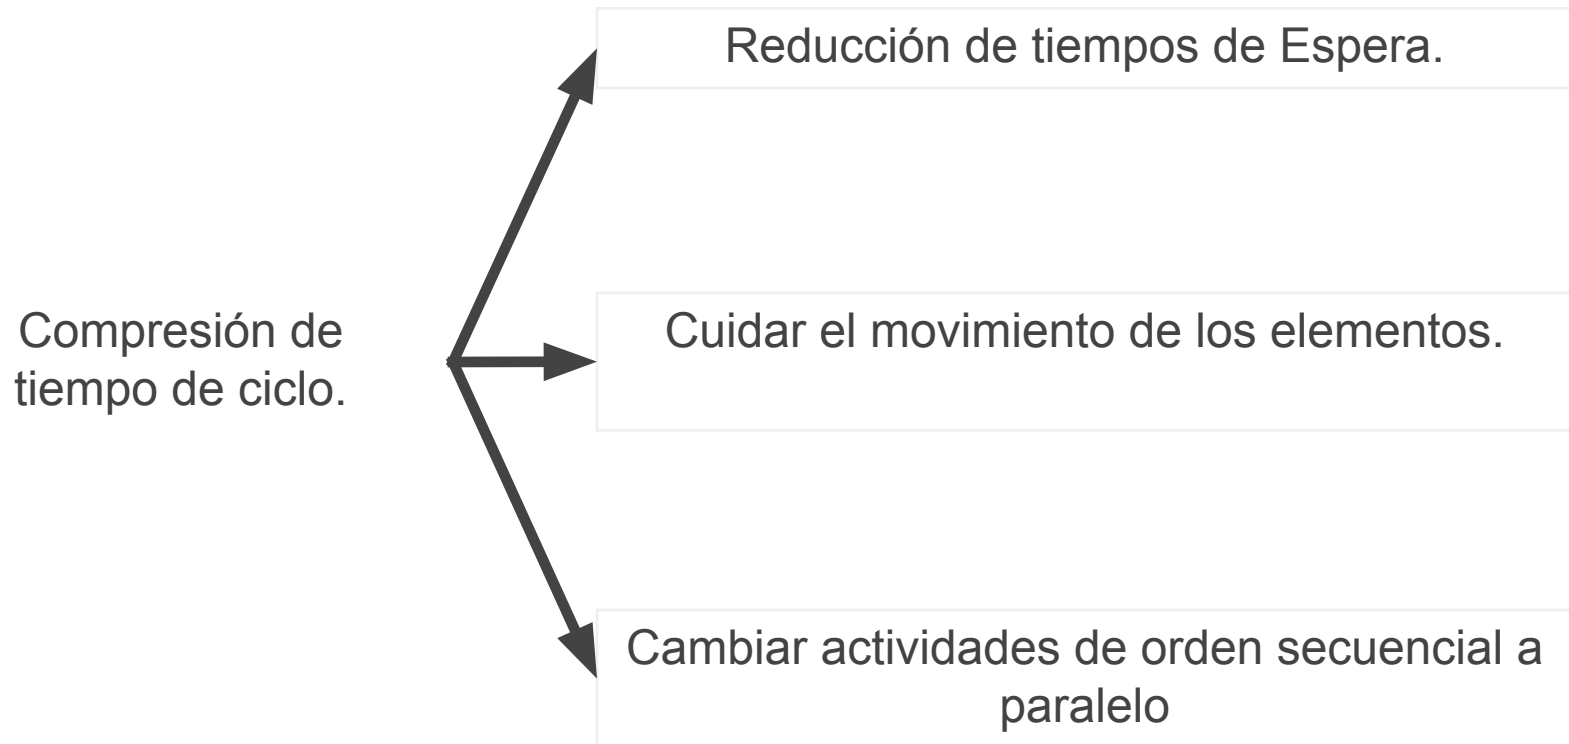 Reducción de tiempos de Espera.
Compresión de
tiempo de ciclo.
Cuidar el movimiento de los elementos.
Cambiar actividades de orden secuencial a
paralelo